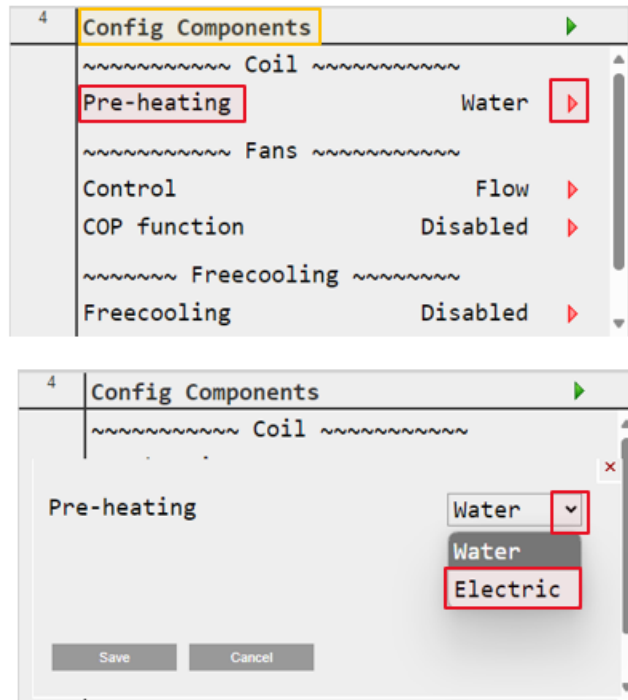 4
Config Components
~~~~~~~~~~~ Coil ~~~~~~~~~~~
Pre-heating Water
~~~~~~~~~~~ Fans ~~~~~~~~~~~
Control Flow
COP function Disabled
~~~~~~~ Freecooling ~~~~~~~~
Freecooling Disabled
4
Config Components
~~~~~~~~~~~ Coil ~~~~~~~~~~~
Pre-heating Water
Water
Electric
Save Cancel